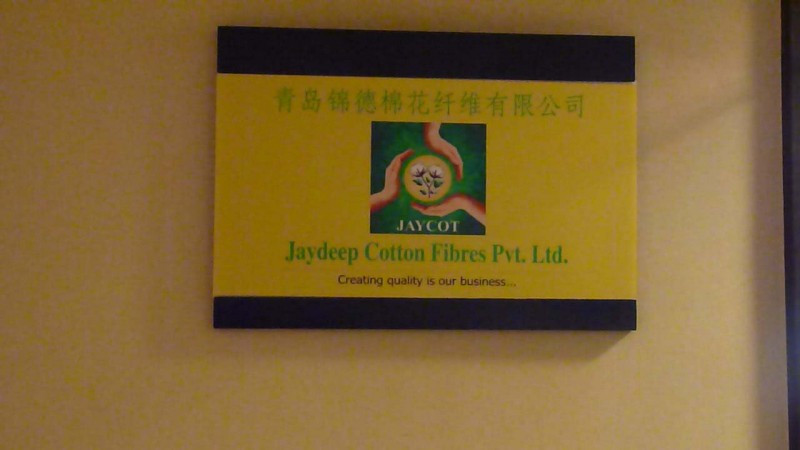 青岛锦德棉花纤维有限公司
JAYCOT
Jaydeep Cotton Fibres Pvt. Ltd.
Creating quality is our business...